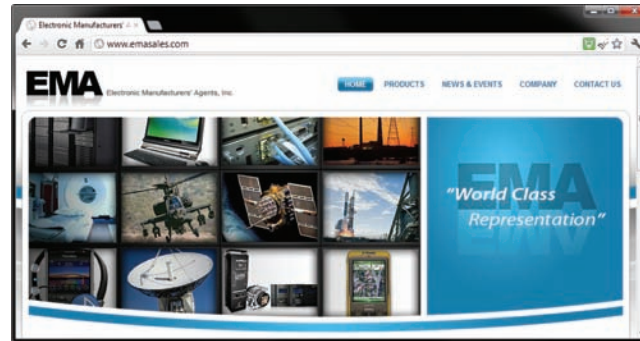 Electronic Manufacturers' A
www.emasales.com
EMA
Electronic Manufacturers' Agents, Inc.
HOME PRODUCTS NEWS & EVENTS COMPANY CONTACT US
EMA
"World Class
Representation"